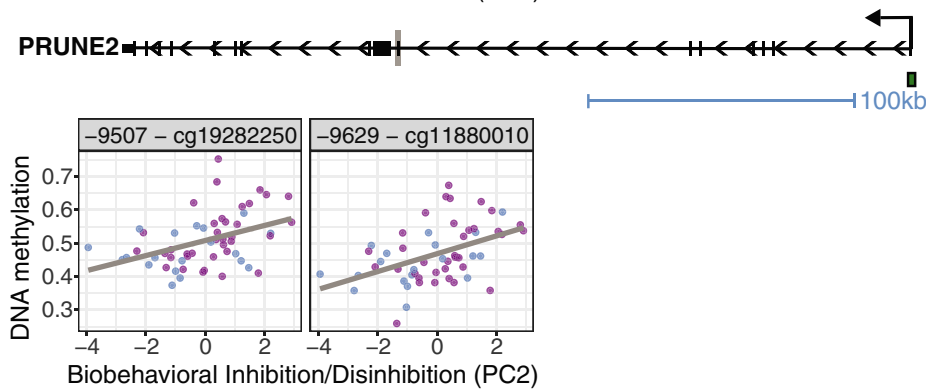 PRUNE2
100kb
−9507 − cg19282250
−9629 − cg11880010
DNA methylation
0.7
0.6
0.5
0.4
0.3
−4 −2 0 2
−4 −2 0 2
Biobehavioral Inhibition/Disinhibition (PC2)